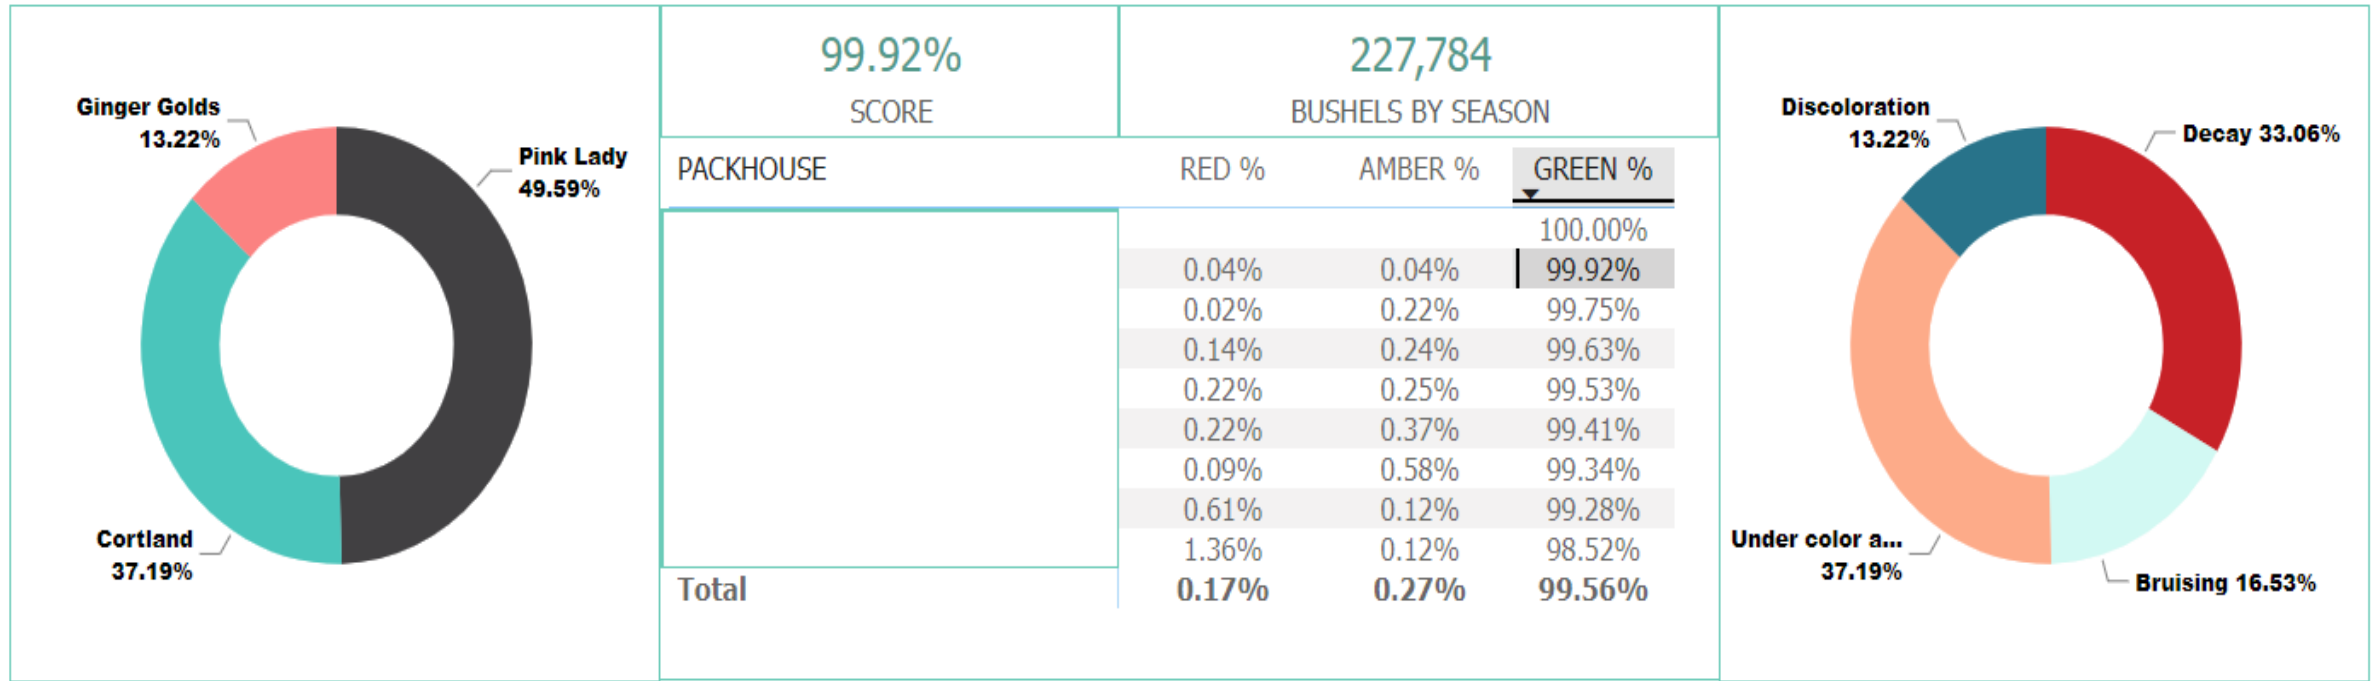 Ginger Golds
13.22%
Pink Lady
49.59%
Cortland
37.19%
99.92%
SCORE
227,784
BUSHELS BY SEASON
PACKHOUSE RED % AMBER % GREEN %
100.00%
0.04% 0.04% 99.92%
0.02% 0.22% 99.75%
0.14% 0.24% 99.63%
0.22% 0.25% 99.53%
0.22% 0.37% 99.41%
0.09% 0.58% 99.34%
0.61% 0.12% 99.28%
1.36% 0.12% 98.52%
Total 0.17% 0.27% 99.56%
Discoloration
13.22%
Decay 33.06%
Under color a...
37.19%
Bruising 16.53%